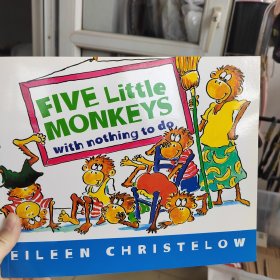 FIVE Little
MONKEYS
with nothing to do
EILEEN CHRISTELOW